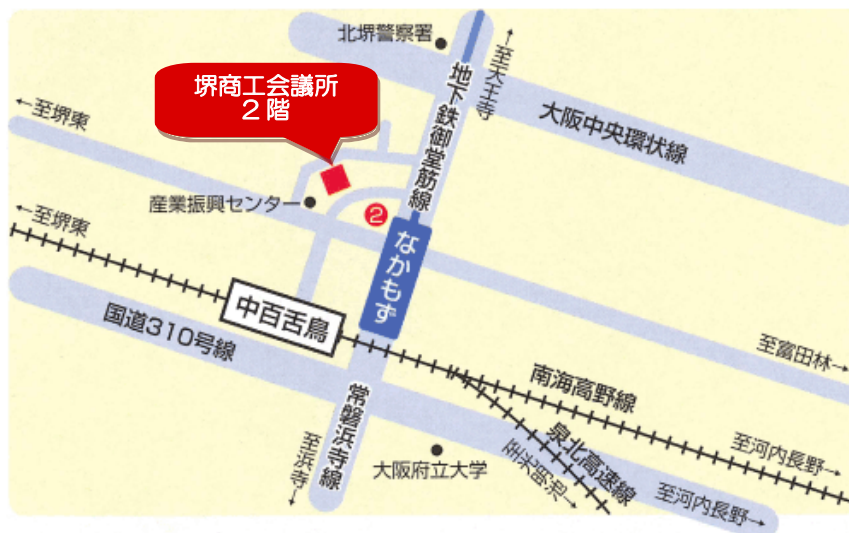 北堺警察署
←至天王寺
堺商工会議所
2階
地下鉄御堂筋線
大阪中央環状線
←至堺東
産業振興センター
2
←至堺東
なかもず
中百舌鳥
国道310号線
至富田林→
南海高野線
常磐浜寺線
泉北高速線
至河内長野→
至浜寺→
大阪府立大学
至光明池→
至河内長野→